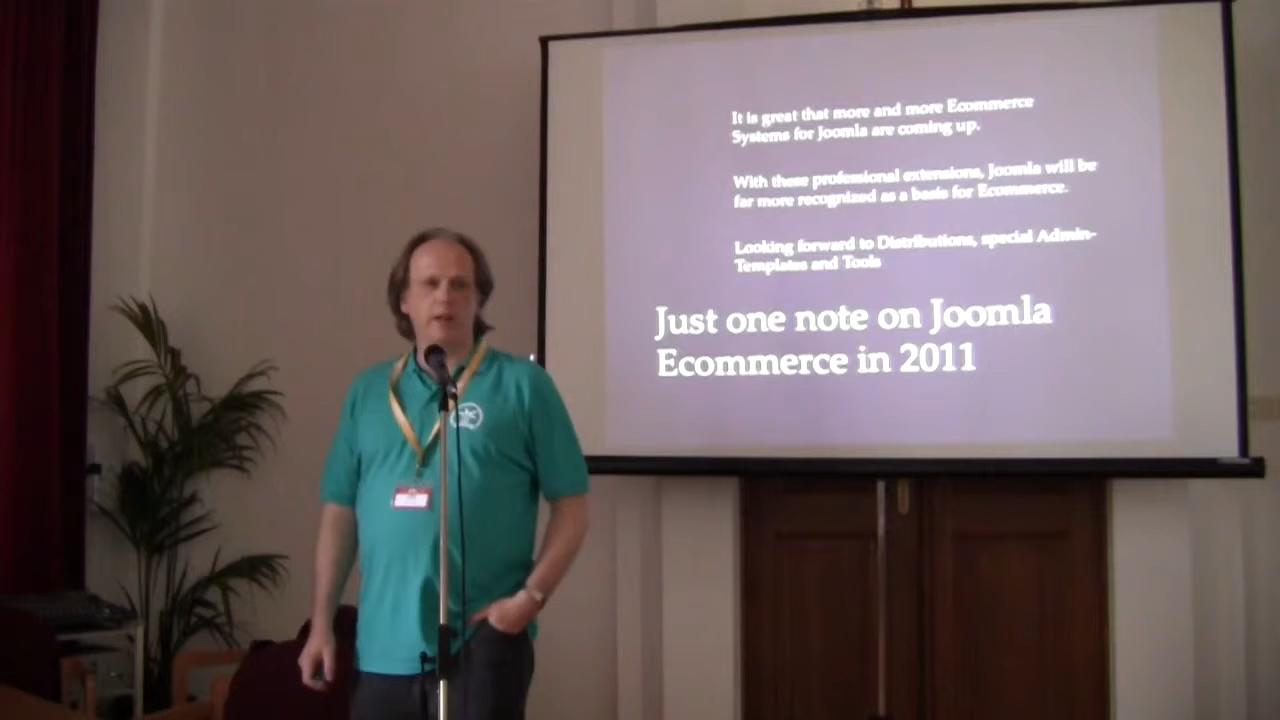 It is great that more and more Ecommerce
Systems for Joomla are coming up.
With these professional extensions, Joomla will be
far more recognized as a basis for Ecommerce.
Looking forward to Distributions, special Admin-
Templates and Tools
Just one note on Joomla
Ecommerce in 2011